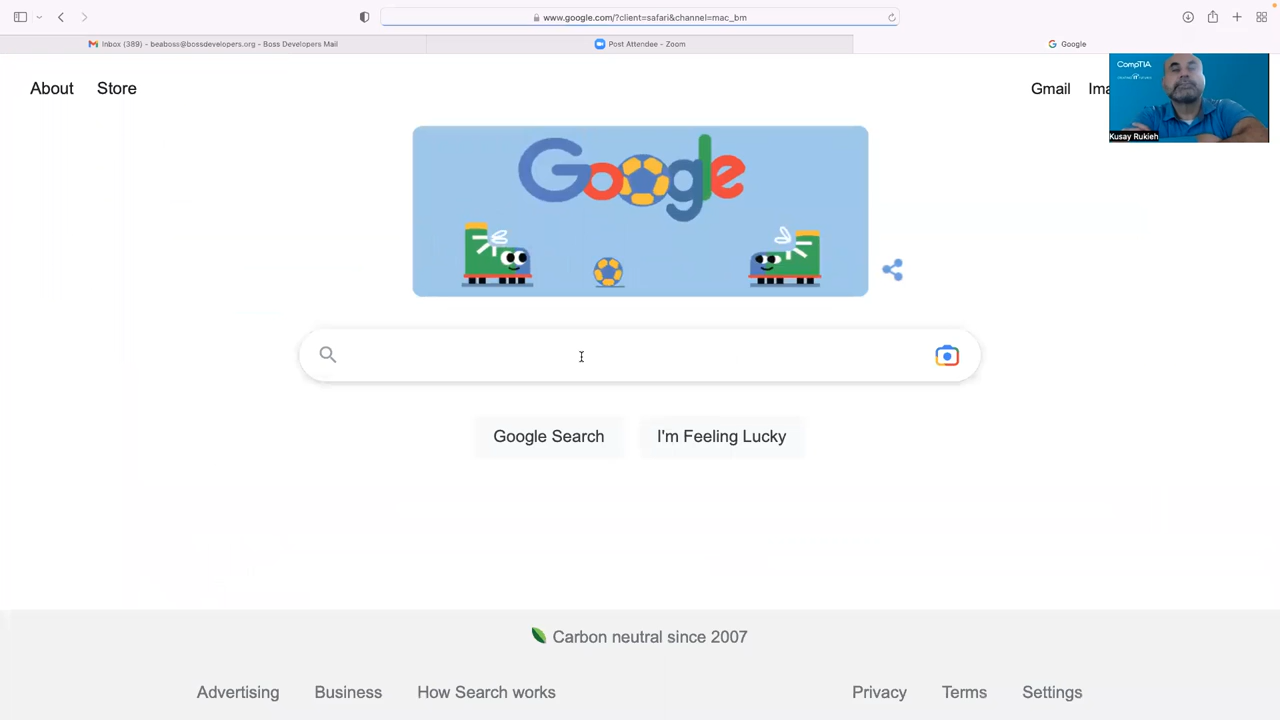 www.google.com/?client=safari&channel=mac_bm
Inbox (389) - beaboss@bossdevelopers.org - Boss Developers Mail
Post Attendee - Zoom
Google
About
Store
Gmail
Ima
CompTIA
Kusay Rukieh
Google
Google Search
I'm Feeling Lucky
Carbon neutral since 2007
Advertising
Business
How Search works
Privacy
Terms
Settings